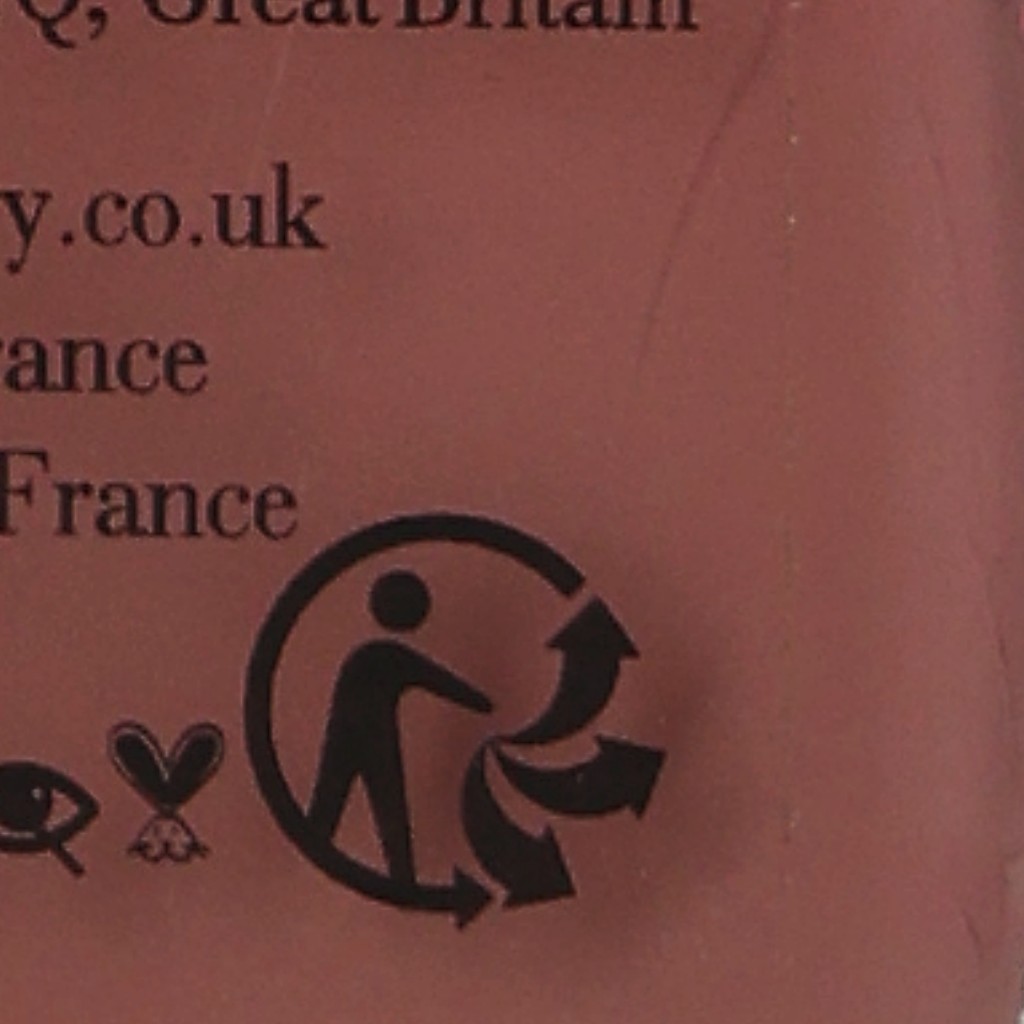 Q, Great Britain
y.co.uk
rance
France